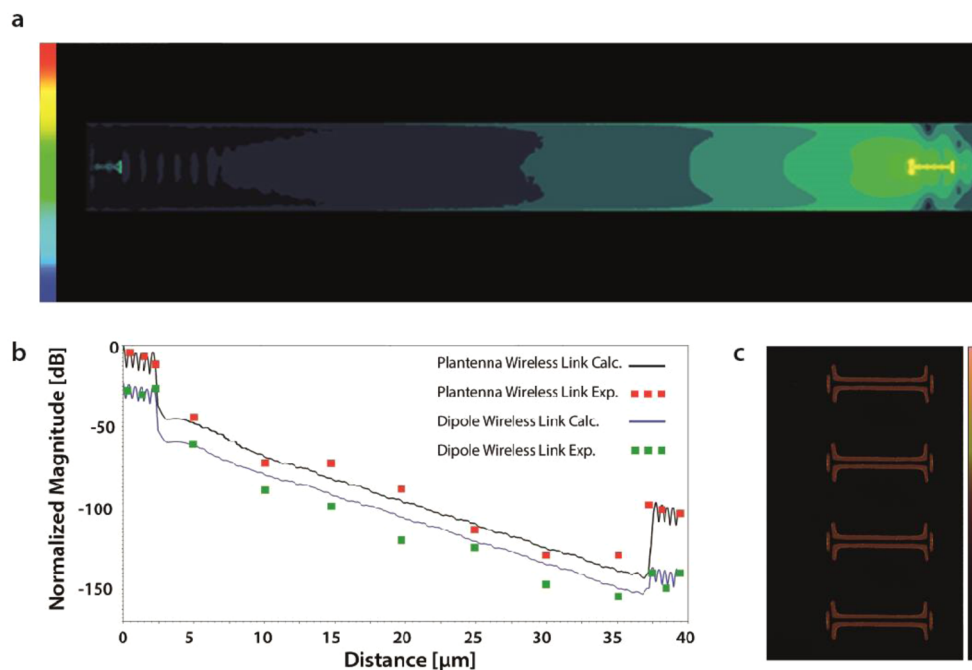 a
b
c
Normalized Magnitude [dB]
0
-50
-100
-150
Plantenna Wireless Link Calc.
Plantenna Wireless Link Exp.
Dipole Wireless Link Calc.
Dipole Wireless Link Exp.
0 5 10 15 20 25 30 35 40
Distance [µm]